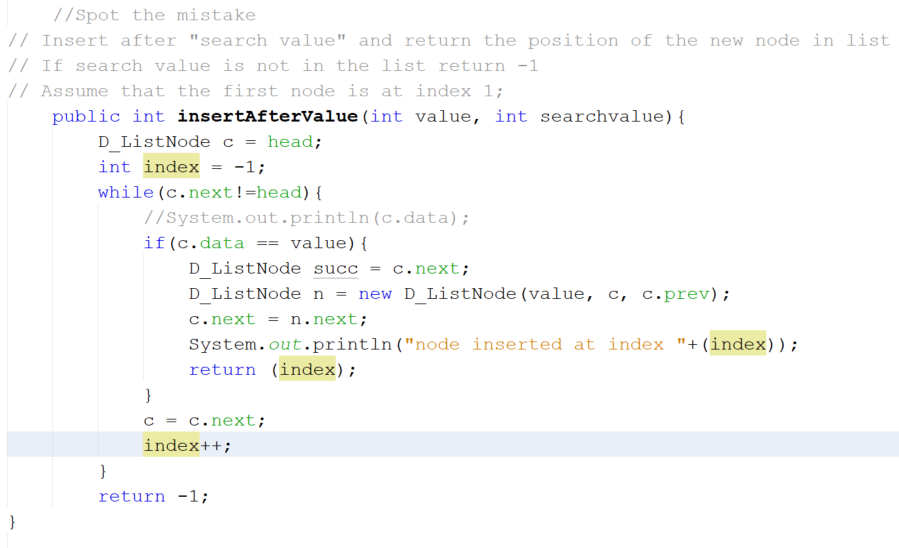 //Spot the mistake
// Insert after "search value" and return the position of the new node in list
// If search value is not in the list return -1
// Assume that the first node is at index 1;
public int insertAfterValue(int value, int searchvalue){
D_ListNode c = head;
int index = -1;
while(c.next!=head){
//System.out.println(c.data);
if(c.data == value){
D_ListNode succ = c.next;
D_ListNode n = new D_ListNode(value, c, c.prev);
c.next = n.next;
System.out.println("node inserted at index "+(index));
return (index);
}
c = c.next;
index++;
}
return -1;
}